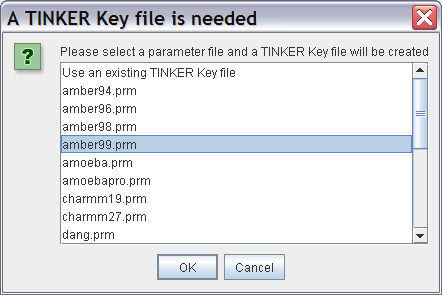 A TINKER Key file is needed
?
Please select a parameter file and a TINKER Key file will be created
Use an existing TINKER Key file
amber94.prm
amber96.prm
amber98.prm
amber99.prm
amoeba.prm
amoebapro.prm
charmm19.prm
charmm27.prm
dang.prm
OK Cancel